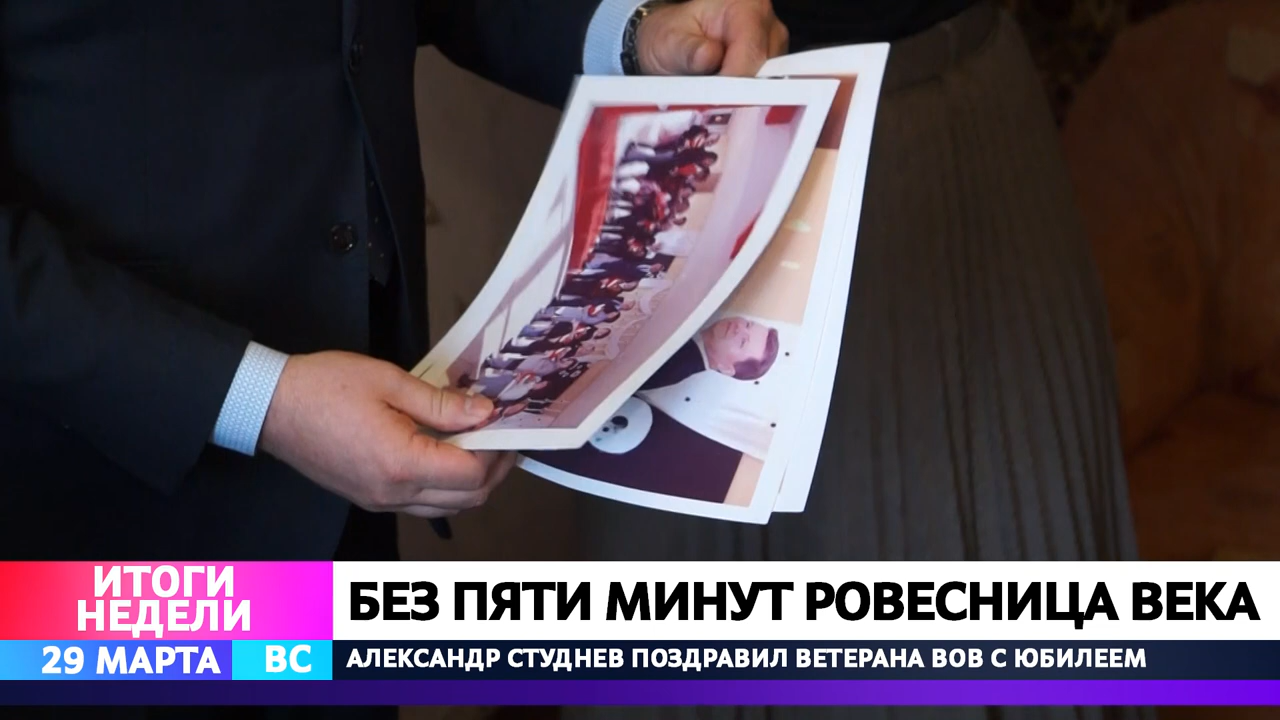 ИТОГИ
НЕДЕЛИ
БЕЗ ПЯТИ МИНУТ РОВЕСНИЦА ВЕКА
29 МАРТА ВС
АЛЕКСАНДР СТУДНЕВ ПОЗДРАВИЛ ВЕТЕРАНА ВОВ С ЮБИЛЕЕМ